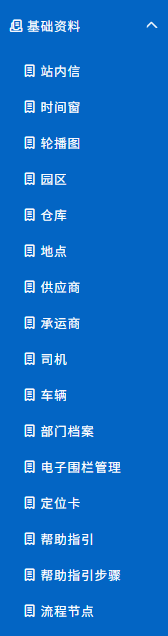 基础资料
站内信
时间窗
轮播图
园区
仓库
地点
供应商
承运商
司机
车辆
部门档案
电子围栏管理
定位卡
帮助指引
帮助指引步骤
流程节点